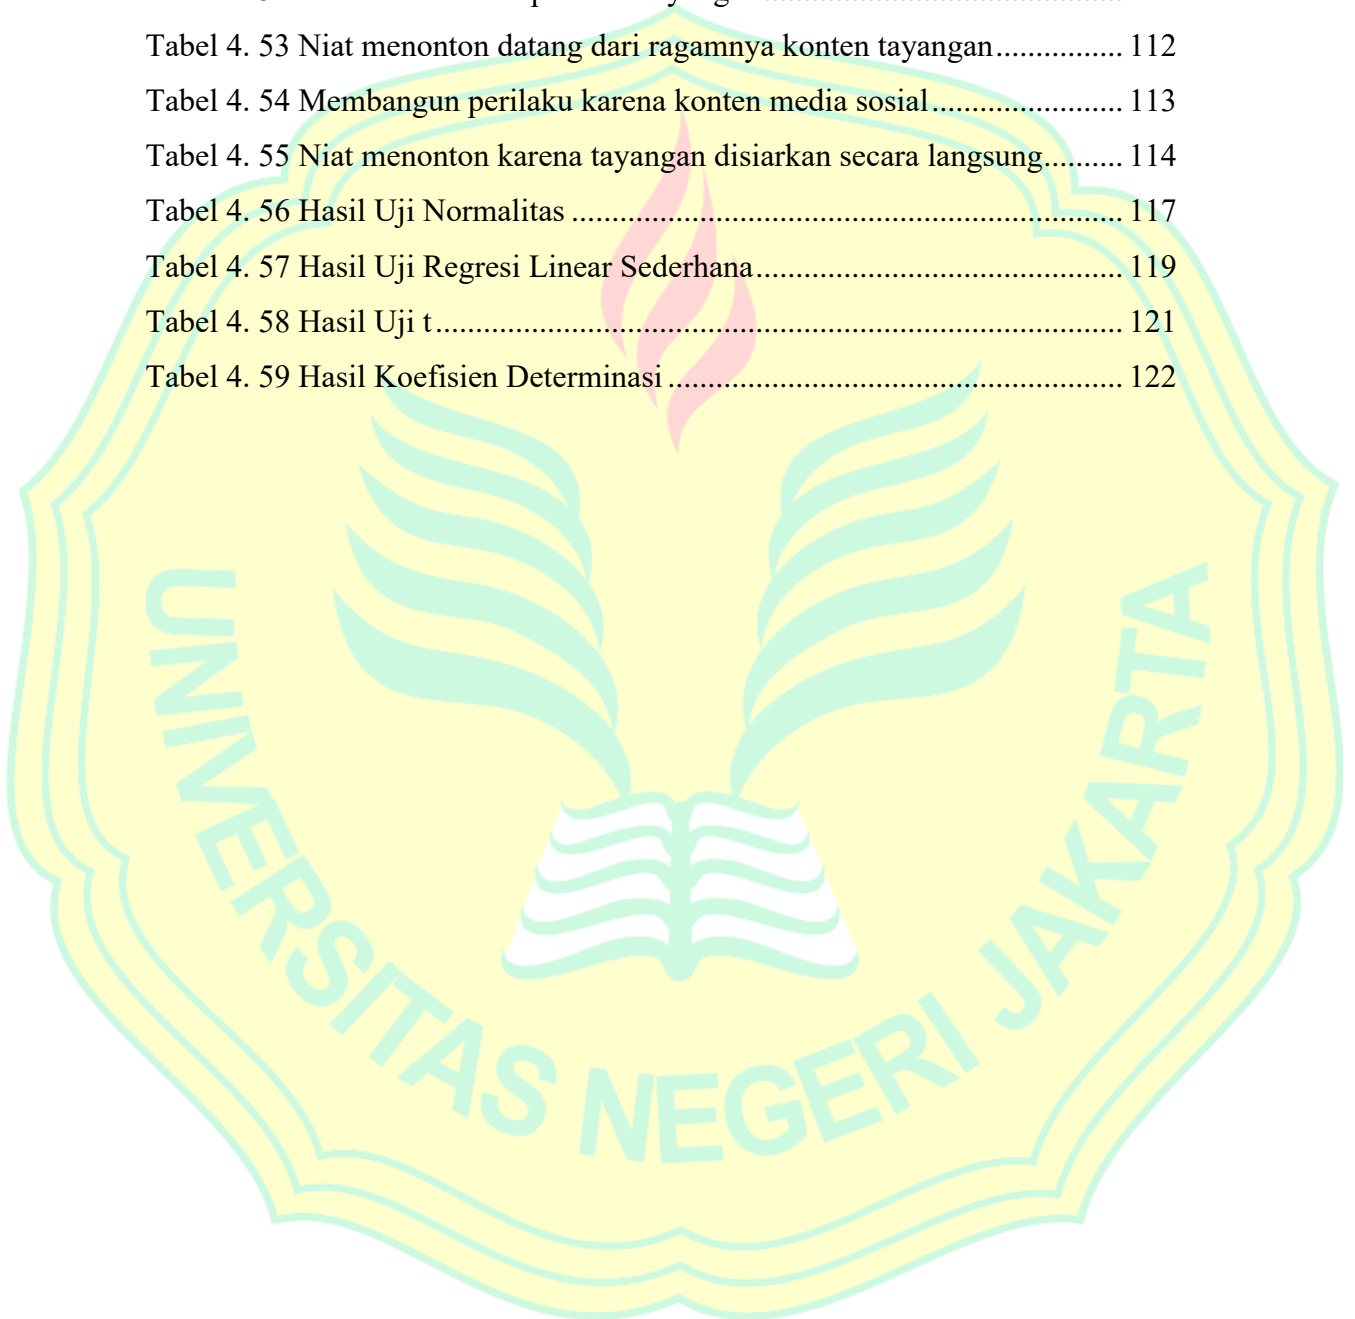 Tabel 4. 53 Niat menonton datang dari ragamnya konten tayangan................ 112
Tabel 4. 54 Membangun perilaku karena konten media sosial........................ 113
Tabel 4. 55 Niat menonton karena tayangan disiarkan secara langsung.......... 114
Tabel 4. 56 Hasil Uji Normalitas ...................................................................... 117
Tabel 4. 57 Hasil Uji Regresi Linear Sederhana............................................... 119
Tabel 4. 58 Hasil Uji t........................................................................................ 121
Tabel 4. 59 Hasil Koefisien Determinasi .......................................................... 122
UNIVERSITAS NEGERI JAKARTA